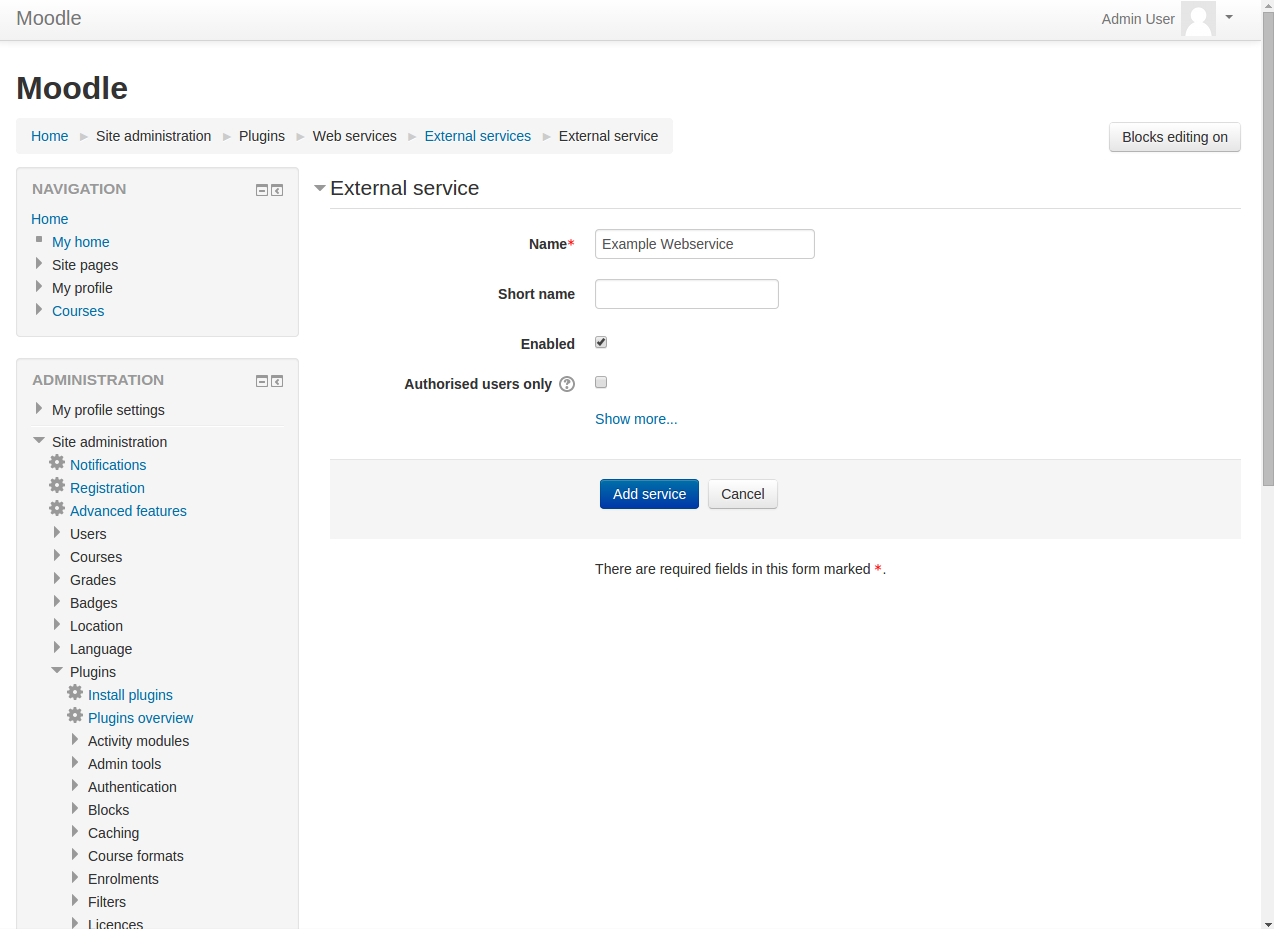 Moodle
Admin User
Moodle
Home Site administration Plugins Web services External services External service
Blocks editing on
NAVIGATION
Home
My home
Site pages
My profile
Courses
ADMINISTRATION
My profile settings
Site administration
Notifications
Registration
Advanced features
Users
Courses
Grades
Badges
Location
Language
Plugins
Install plugins
Plugins overview
Activity modules
Admin tools
Authentication
Blocks
Caching
Course formats
Enrolments
Filters
Licences
External service
Name* Example Webservice
Short name
Enabled
Authorised users only
Show more...
Add service Cancel
There are required fields in this form marked *.